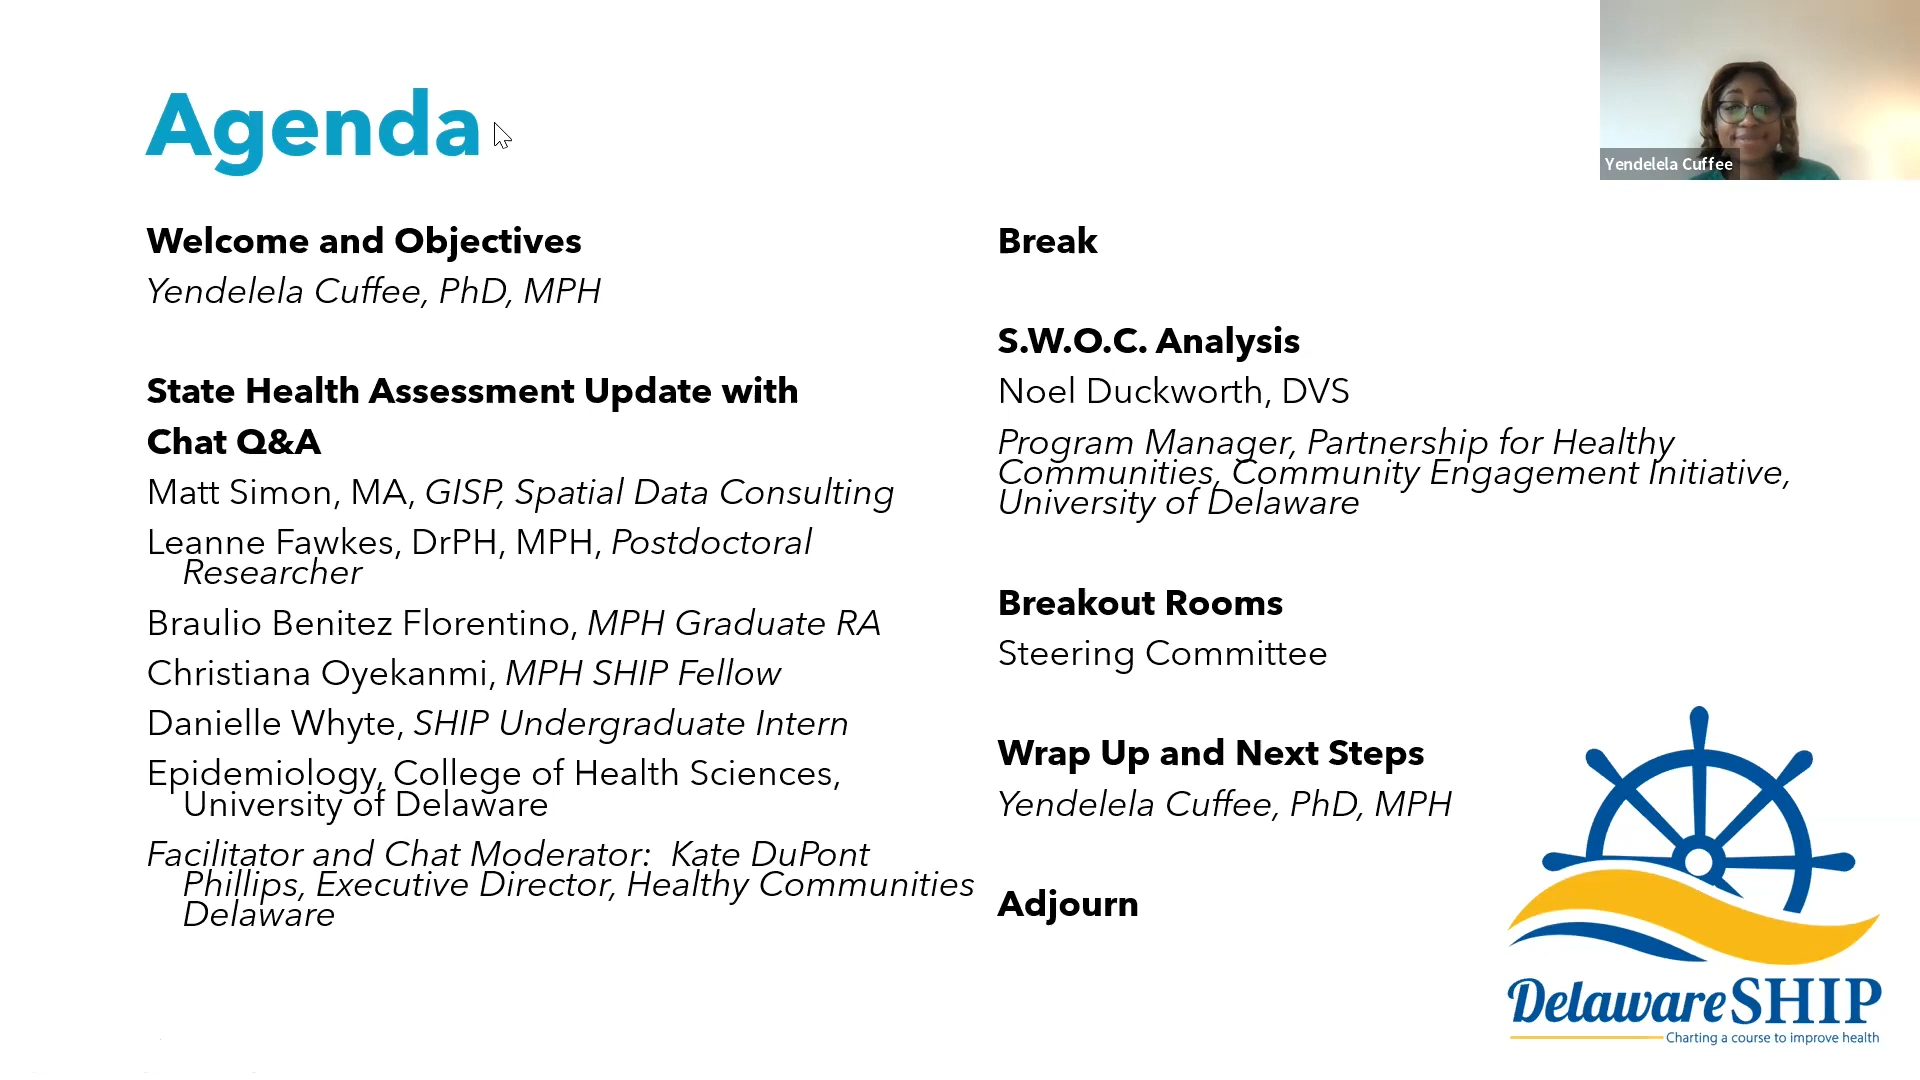 Agenda
Welcome and Objectives
Yendelela Cuffee, PhD, MPH
State Health Assessment Update with
Chat Q&A
Matt Simon, MA, GISP, Spatial Data Consulting
Leanne Fawkes, DrPH, MPH, Postdoctoral
Researcher
Braulio Benitez Florentino, MPH Graduate RA
Christiana Oyekanmi, MPH SHIP Fellow
Danielle Whyte, SHIP Undergraduate Intern
Epidemiology, College of Health Sciences,
University of Delaware
Facilitator and Chat Moderator:  Kate DuPont
Phillips, Executive Director, Healthy Communities
Delaware
Break
S.W.O.C. Analysis
Noel Duckworth, DVS
Program Manager, Partnership for Healthy
Communities, Community Engagement Initiative,
University of Delaware
Breakout Rooms
Steering Committee
Wrap Up and Next Steps
Yendelela Cuffee, PhD, MPH
Adjourn
Yendelela Cuffee
Delaware SHIP
Charting a course to improve health